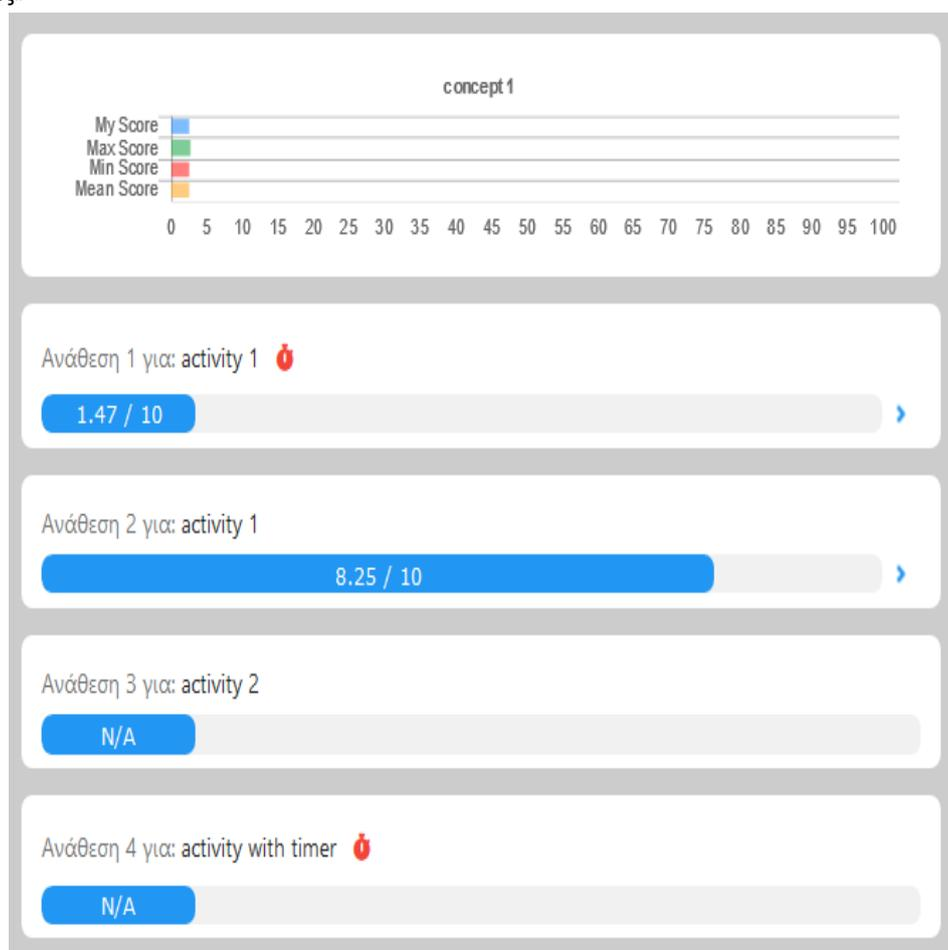 concept 1
My Score
Max Score
Min Score
Mean Score
0 5 10 15 20 25 30 35 40 45 50 55 60 65 70 75 80 85 90 95 100
Ανάθεση 1 για: activity 1
1.47 / 10
Ανάθεση 2 για: activity 1
8.25 / 10
Ανάθεση 3 για: activity 2
N/A
Ανάθεση 4 για: activity with timer
N/A